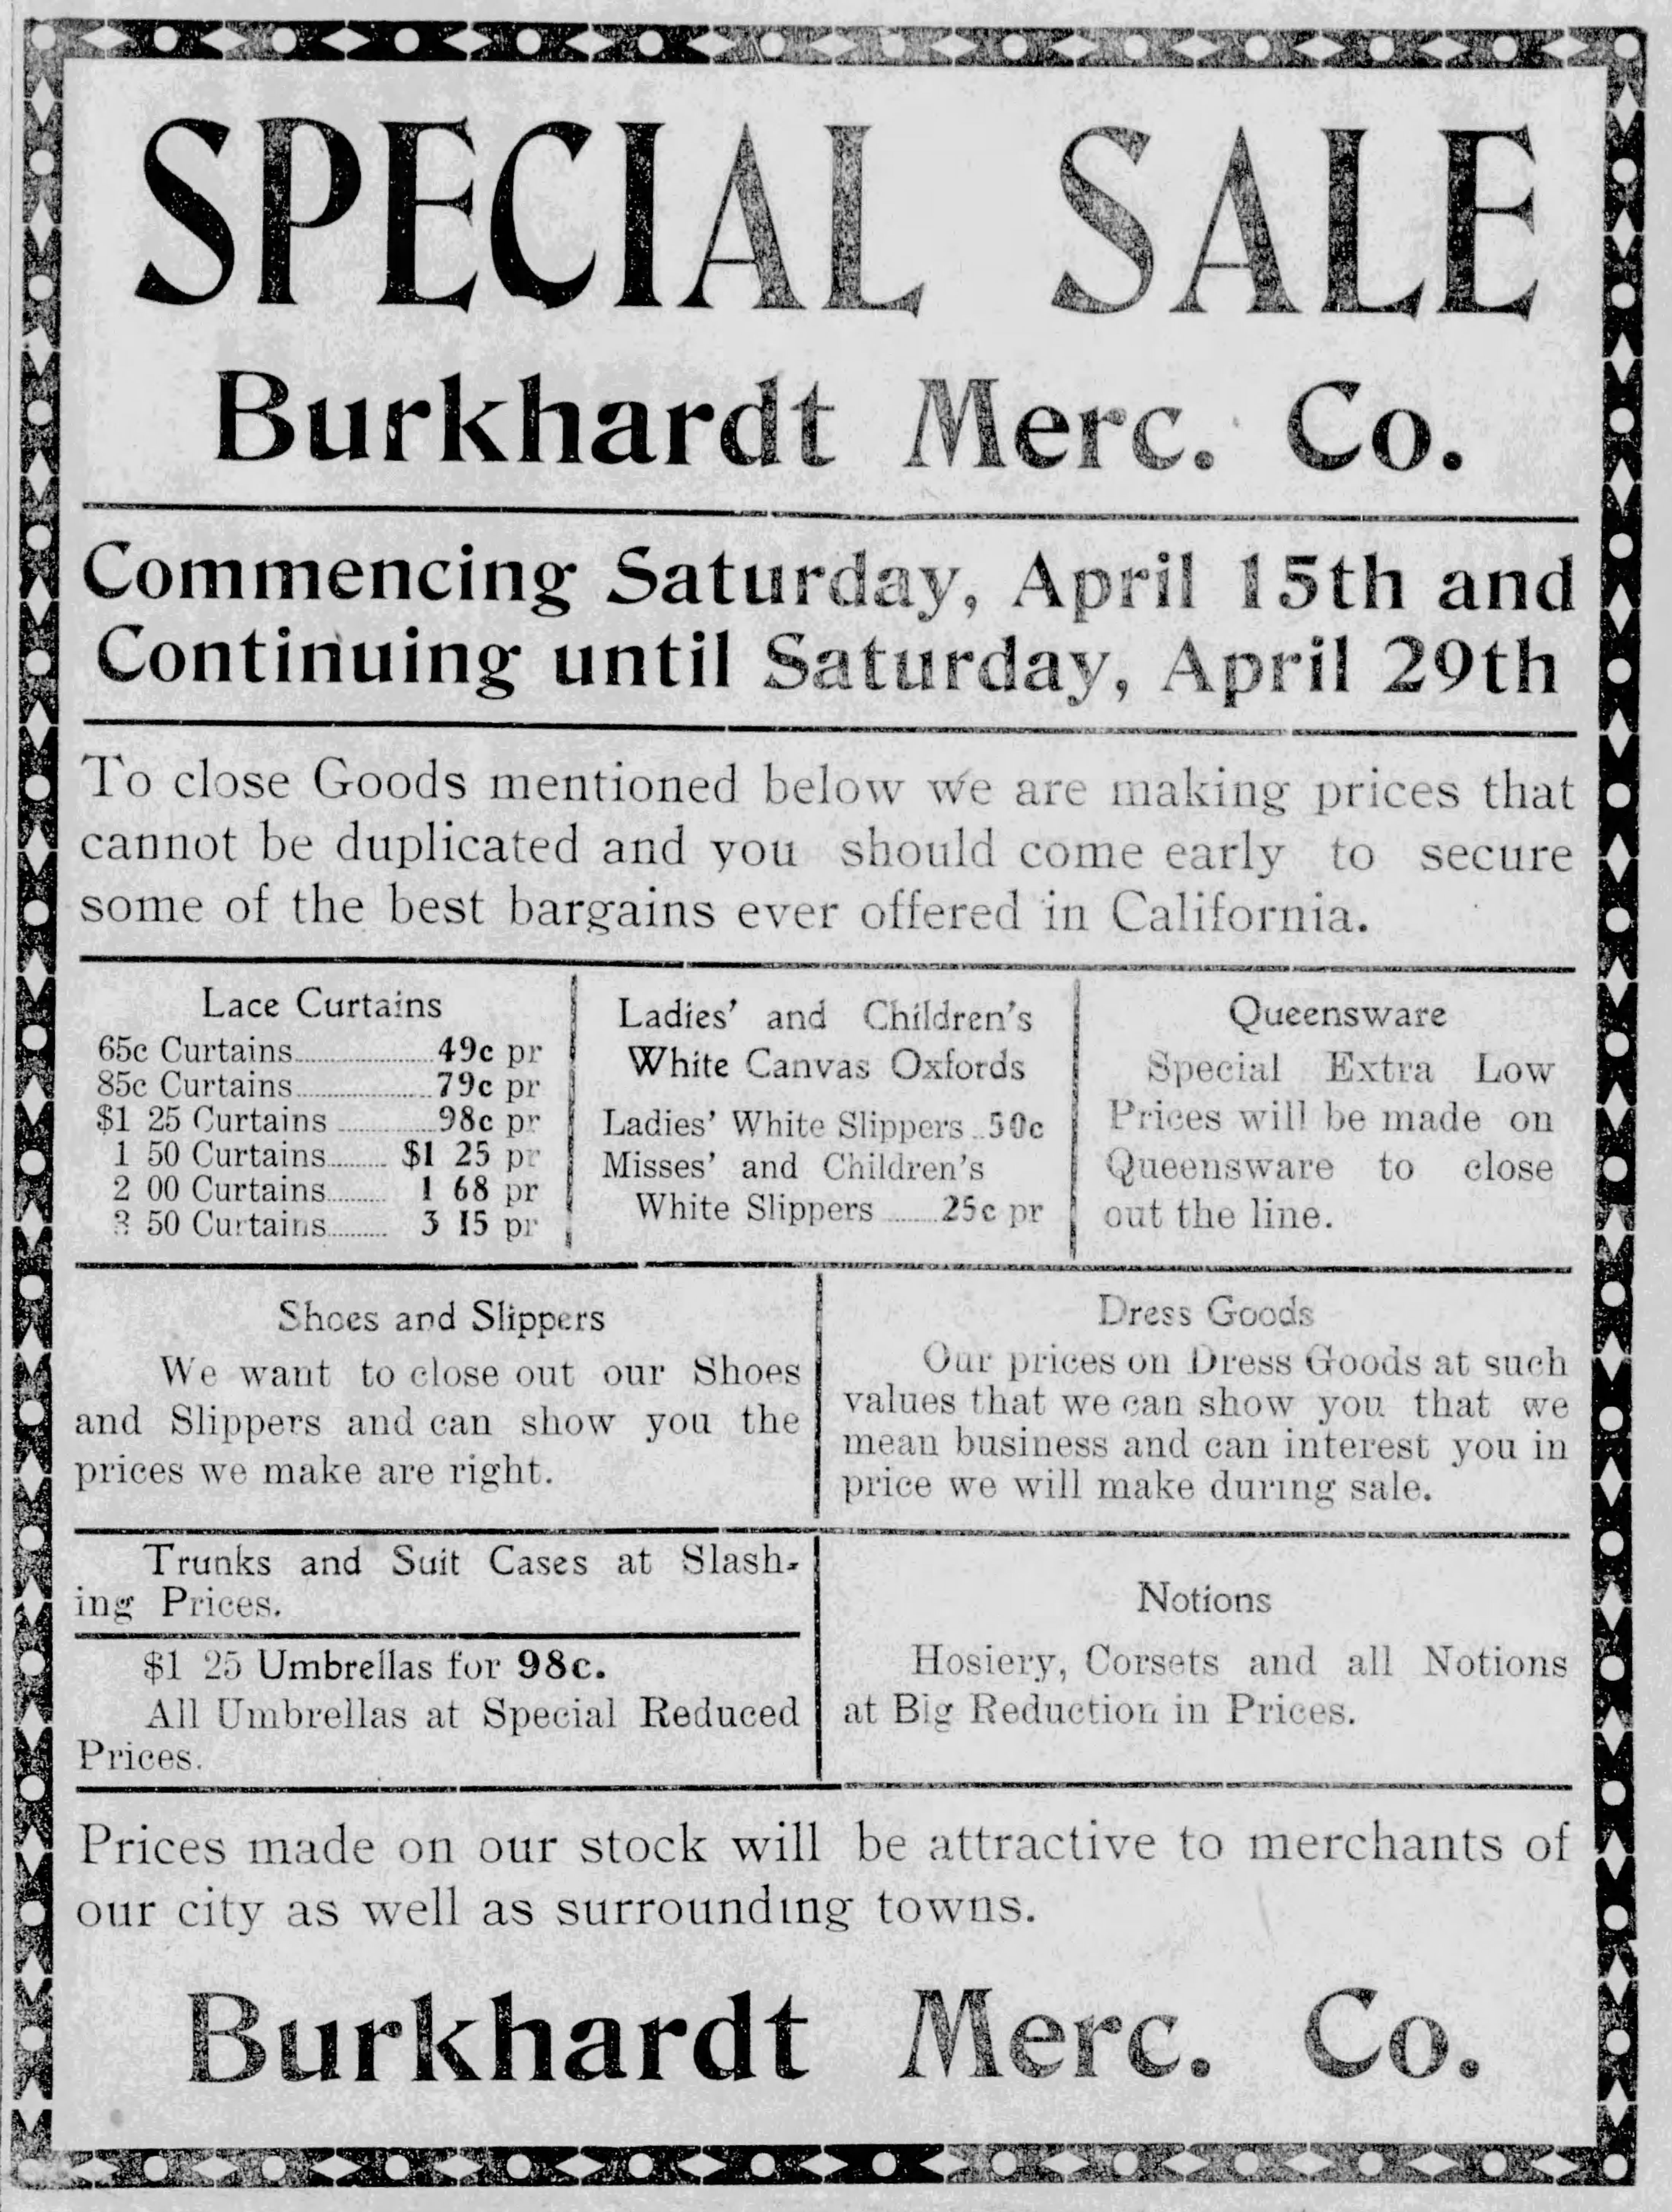 SPECIAL SALE
Burkhardt Merc. Co.
Commencing Saturday, April 15th and
Continuing until Saturday, April 29th
To close Goods mentioned below we are making prices that
cannot be duplicated and you should come early to secure
some of the best bargains ever offered in California.
Lace Curtains
65c Curtains..........49c pr
85c Curtains..........79c pr
$1 25 Curtains..........98c pr
1 50 Curtains.........$1 25 pr
2 00 Curtains......... 1 68 pr
3 50 Curtains......... 3 15 pr
Ladies' and Children's
White Canvas Oxfords
Ladies' White Slippers..50c
Misses' and Children's
White Slippers.......25c pr
Queensware
Special Extra Low
Prices will be made on
Queensware to close
out the line.
Shoes and Slippers
We want to close out our Shoes
and Slippers and can show you the
prices we make are right.
Dress Goods
Our prices on Dress Goods at such
values that we can show you that we
mean business and can interest you in
price we will make during sale.
Trunks and Suit Cases at Slash-
ing Prices.
$1 25 Umbrellas for 98c.
All Umbrellas at Special Reduced
Prices.
Notions
Hosiery, Corsets and all Notions
at Big Reduction in Prices.
Prices made on our stock will be attractive to merchants of
our city as well as surrounding towns.
Burkhardt Merc. Co.